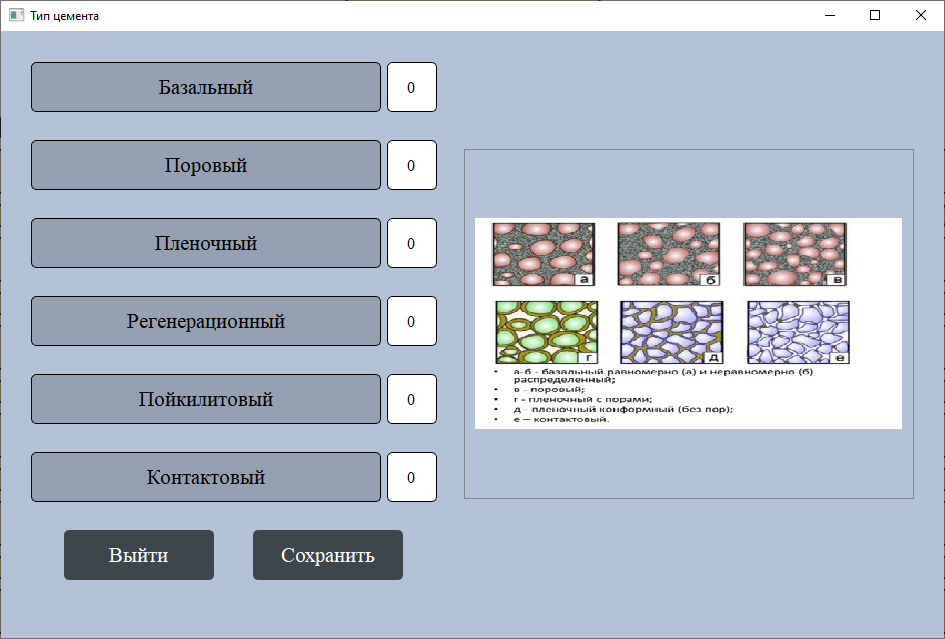 Тип цемента
Базальный 0
Поровый 0
Пленочный 0
Регенерационный 0
Пойкилитовый 0
Контактовый 0
Выйти Сохранить
а б в
г д е
• а-б - базальный равномерно (а) и неравномерно (б)
распределенный;
• в - поровый;
• г - пленочный с порами;
• д - пленочный конформный (без пор);
• е – контактовый.